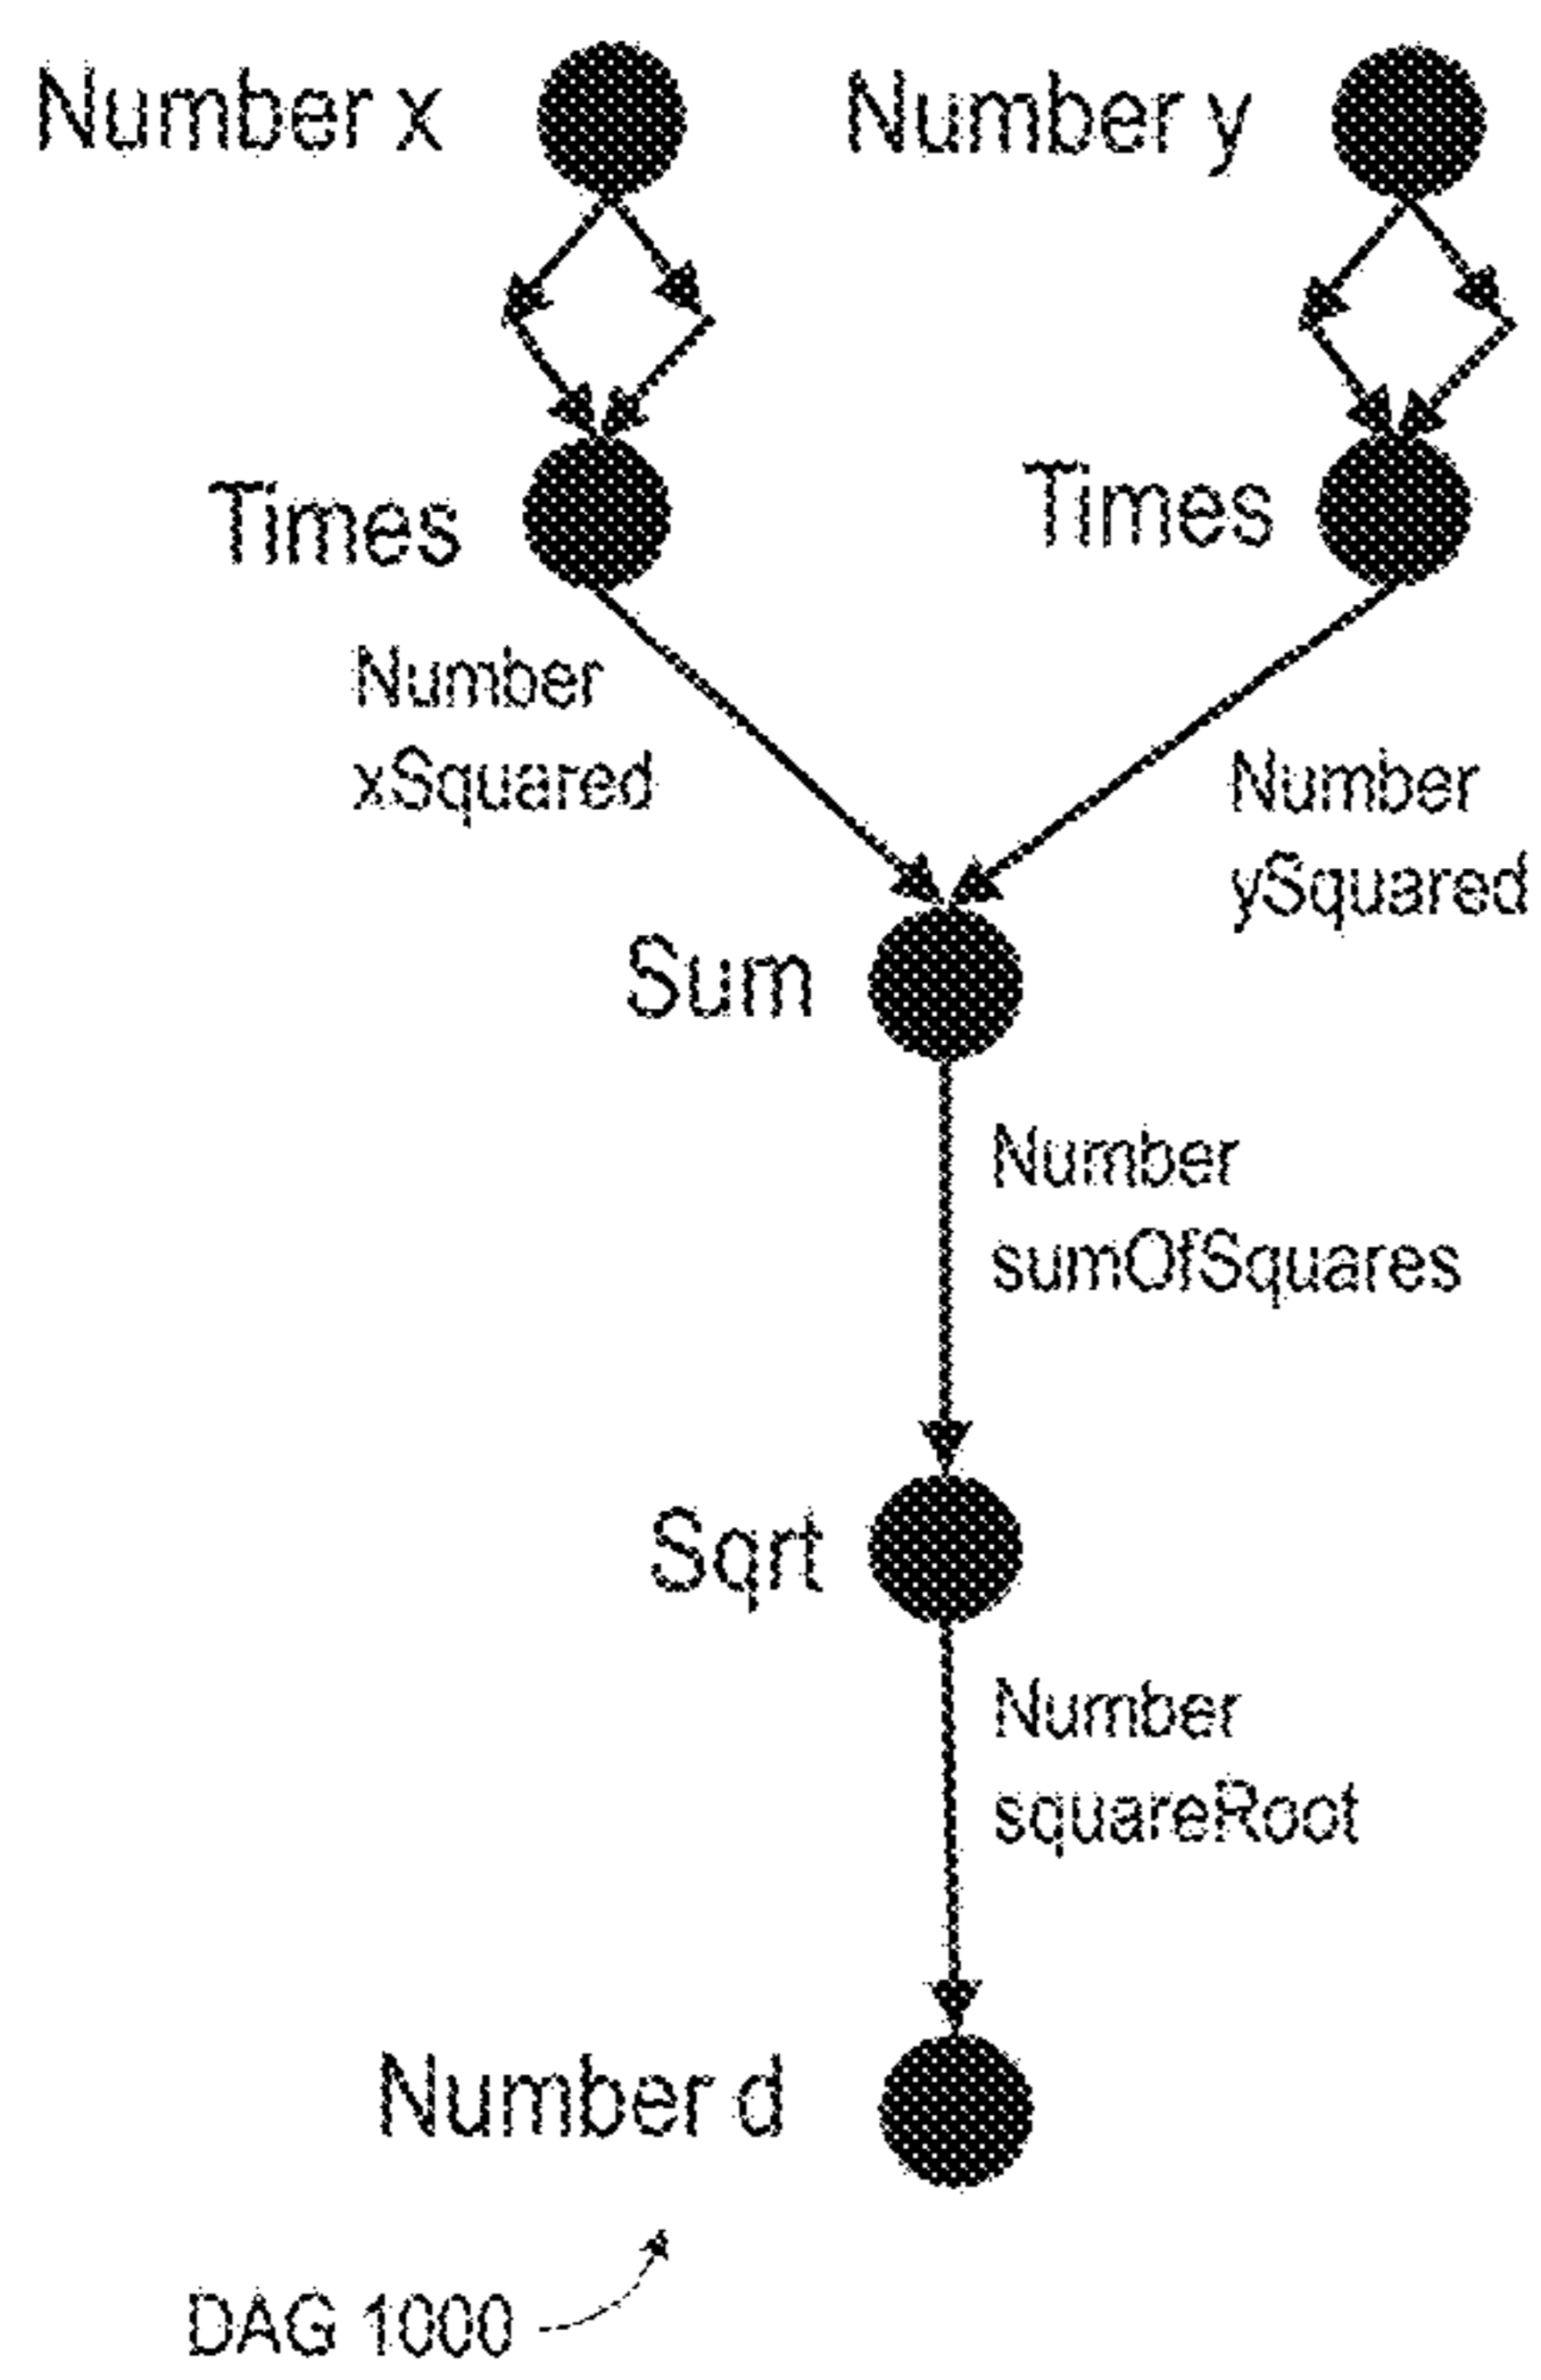 Number x
Number y
Times
Times
Number
xSquared
Number
ySquared
Sum
Number
sumOfSquares
Sqrt
Number
squareRoot
Number d
DAG 1000